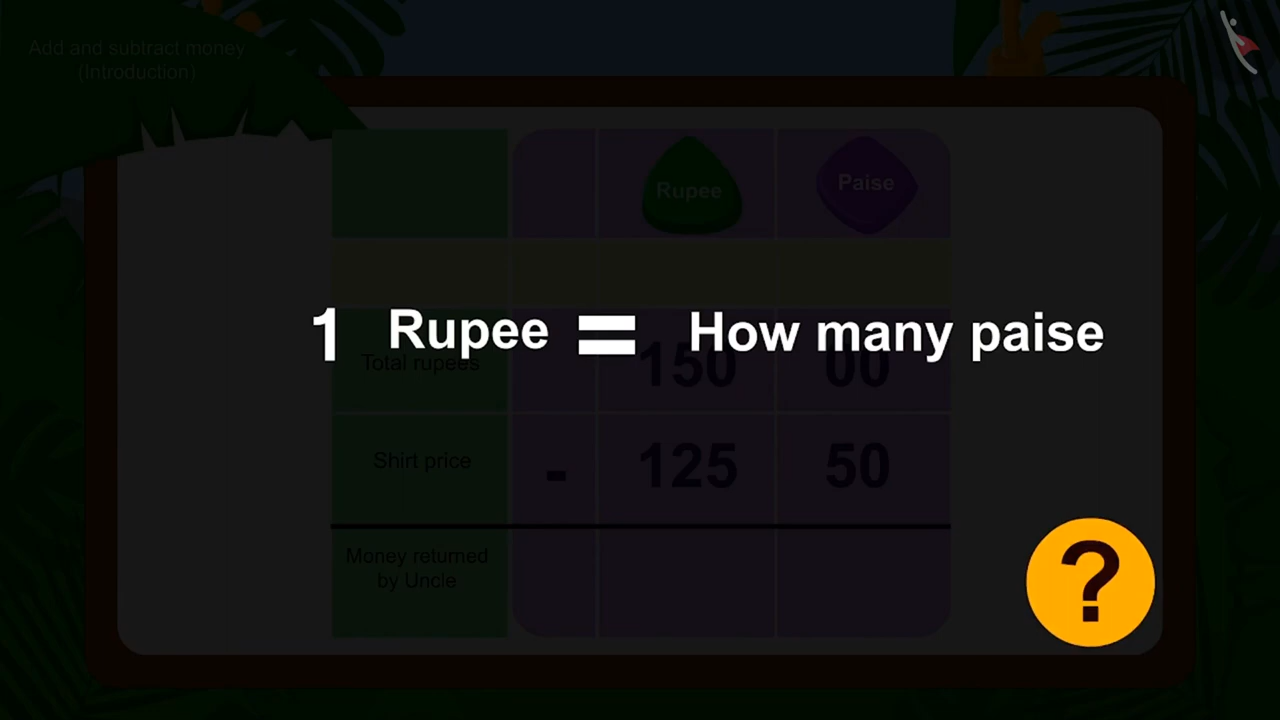 Add and subtract money
(Introduction)
Rupee Paise
1 Rupee = How many paise
Total rupees 150 00
Shirt price - 125 50
Money returned
by Uncle
?